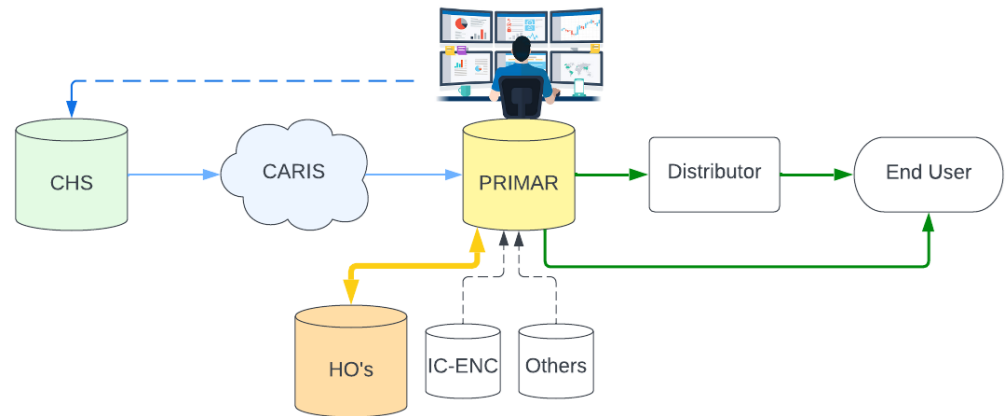 CHS
CARIS
PRIMAR
Distributor
End User
HO's
IC-ENC
Others